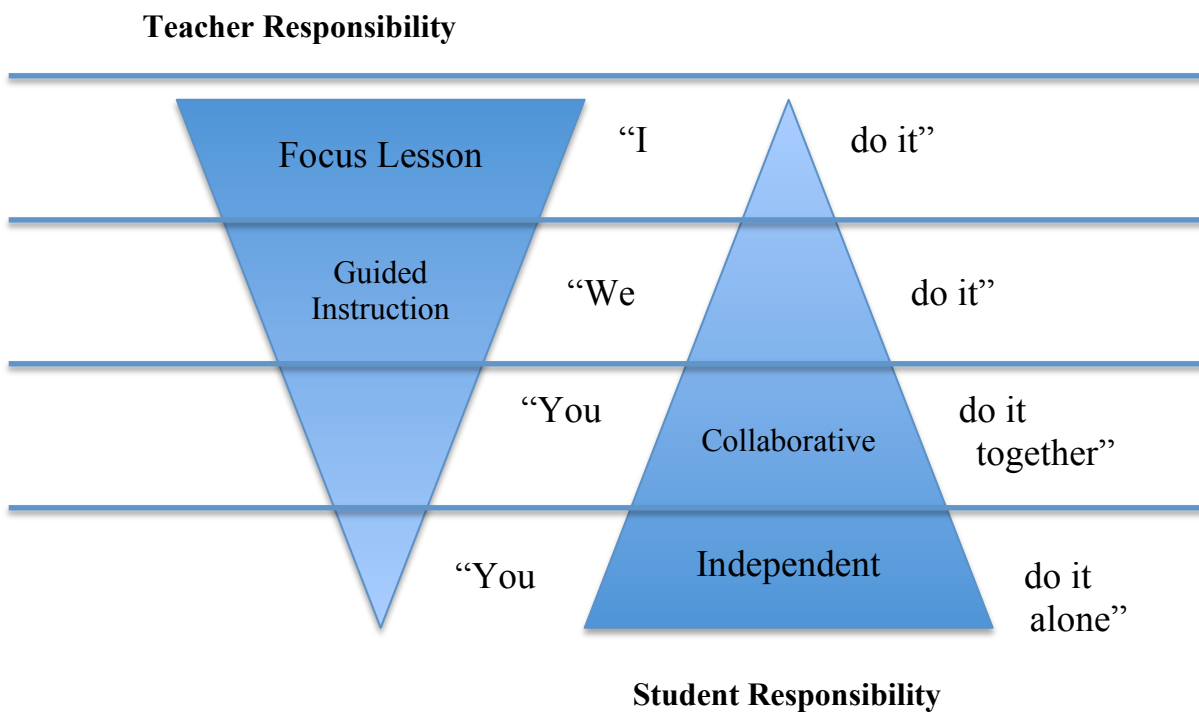 Teacher Responsibility
Focus Lesson
“I
do it”
Guided
Instruction
“We
do it”
“You
Collaborative
do it
together”
“You
Independent
do it
alone”
Student Responsibility